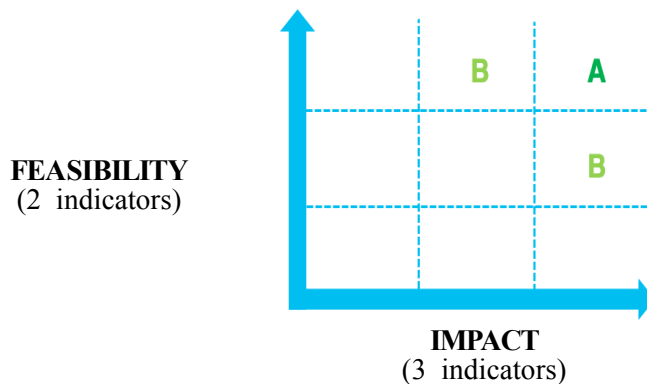 B A
FEASIBILITY
(2 indicators)
B
IMPACT
(3 indicators)